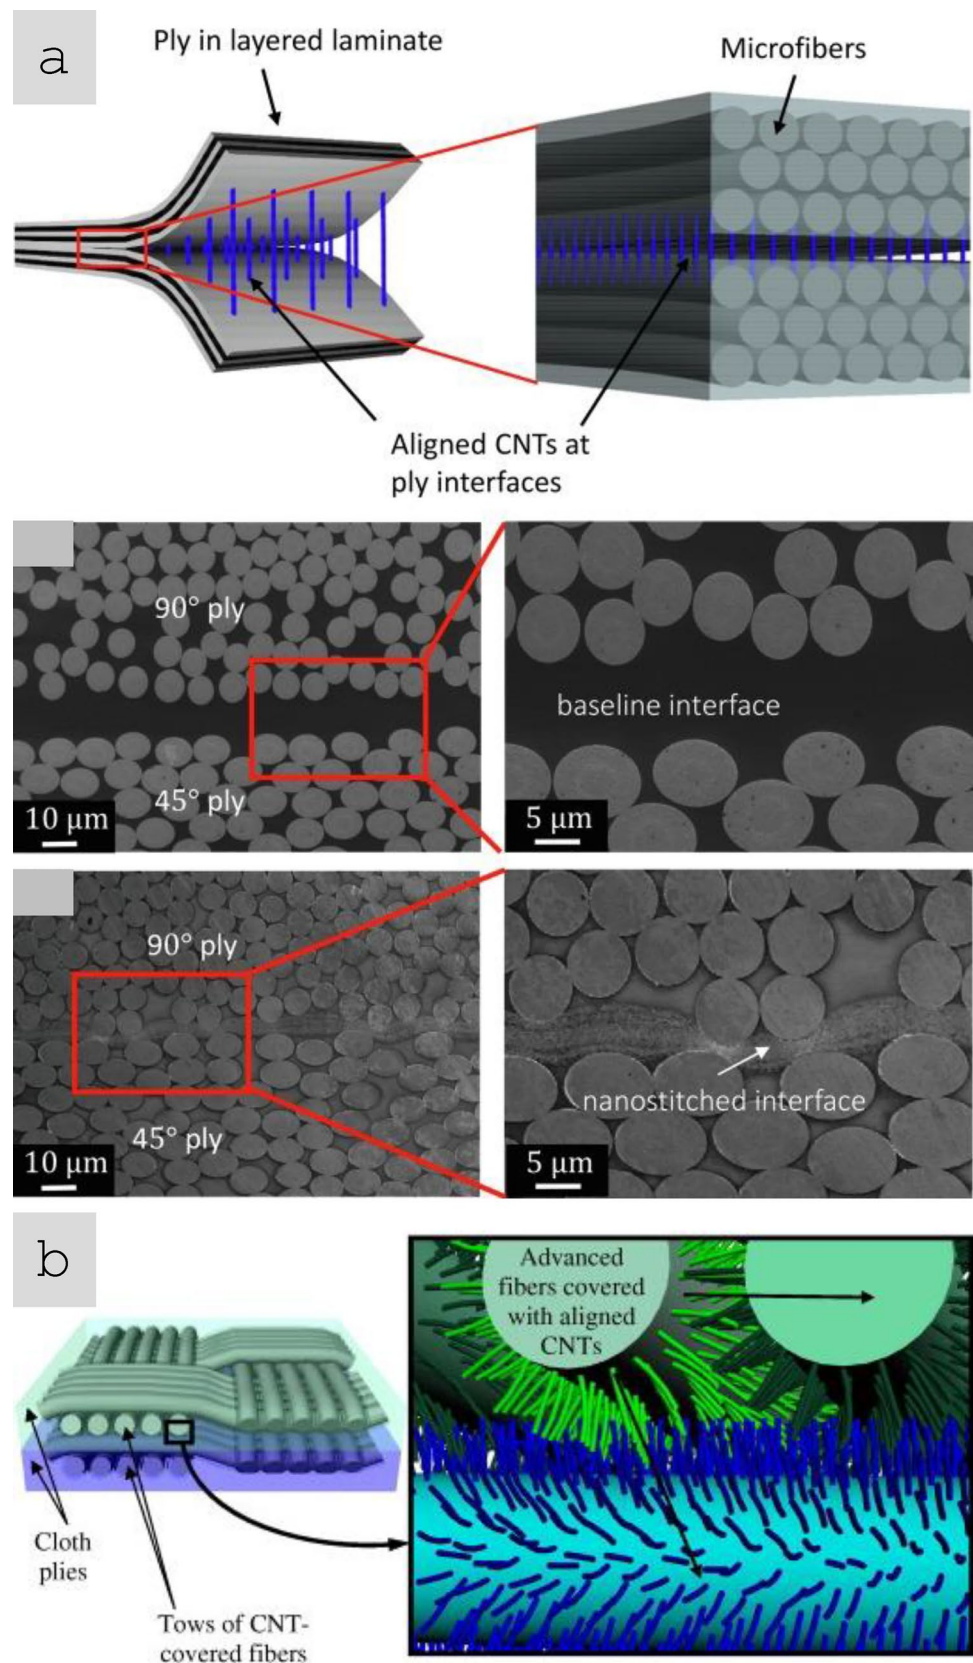 a
Ply in layered laminate
Microfibers
Aligned CNTs at
ply interfaces
90° ply
45° ply
10 μm
baseline interface
5 μm
90° ply
45° ply
10 μm
nanostitched interface
5 μm
b
Cloth
plies
Tows of CNT-
covered fibers
Advanced
fibers covered
with aligned
CNTs